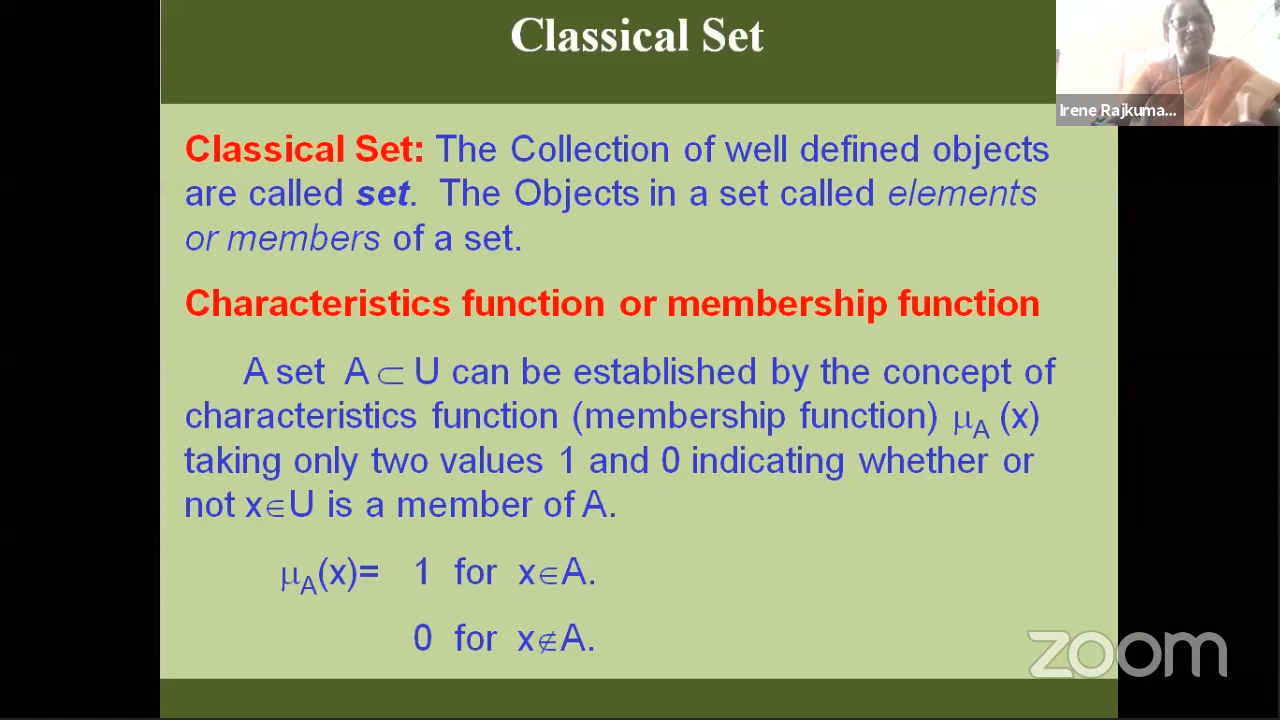 Classical Set
Irene Rajkuma...
Classical Set: The Collection of well defined objects
are called set. The Objects in a set called elements
or members of a set.
Characteristics function or membership function
A set A ⊂ U can be established by the concept of
characteristics function (membership function) μA (x)
taking only two values 1 and 0 indicating whether or
not x∈U is a member of A.
μA(x)= 1 for x∈A.
0 for x∉A.
zoom